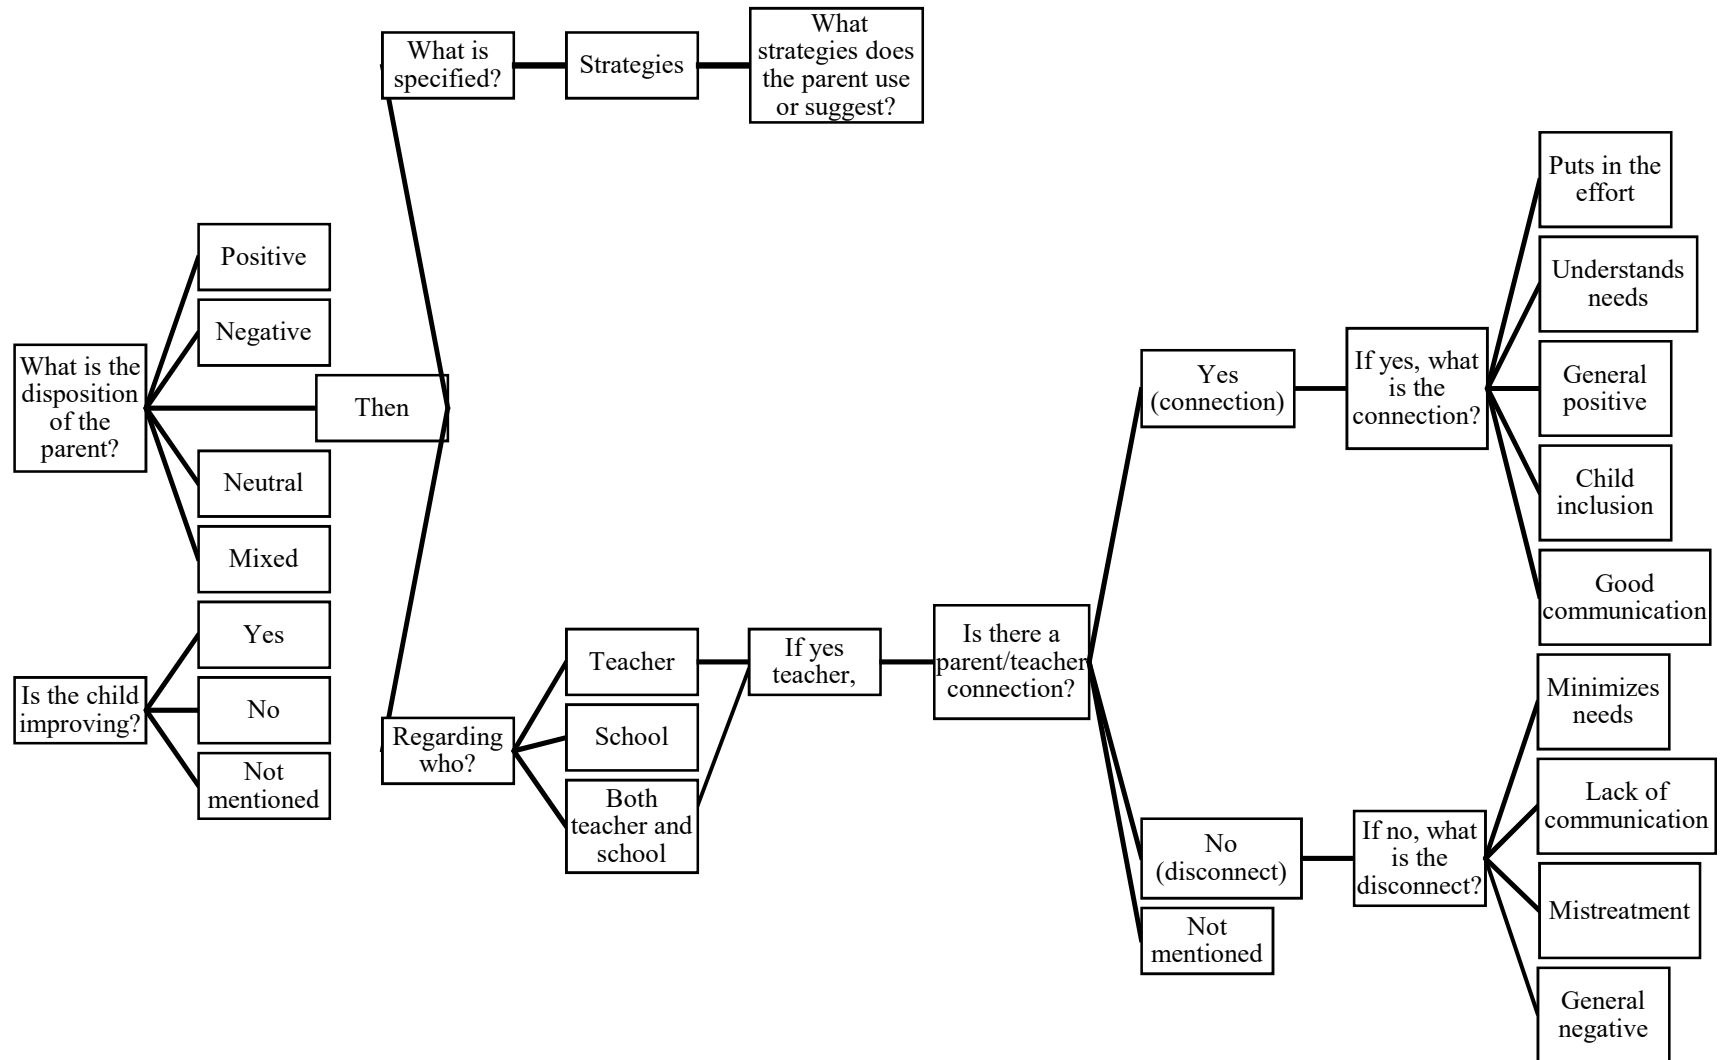 What is the
disposition
of the
parent?
Positive
Negative
Then
Neutral
Mixed
Is the child
improving?
Yes
No
Not
mentioned
What is
specified?
Strategies
What
strategies does
the parent use
or suggest?
Regarding
who?
Teacher
School
Both
teacher and
school
If yes
teacher,
Is there a
parent/teacher
connection?
Yes
(connection)
If yes, what
is the
connection?
Puts in the
effort
Understands
needs
General
positive
Child
inclusion
Good
communication
No
(disconnect)
If no, what
is the
disconnect?
Minimizes
needs
Lack of
communication
Mistreatment
General
negative
Not
mentioned